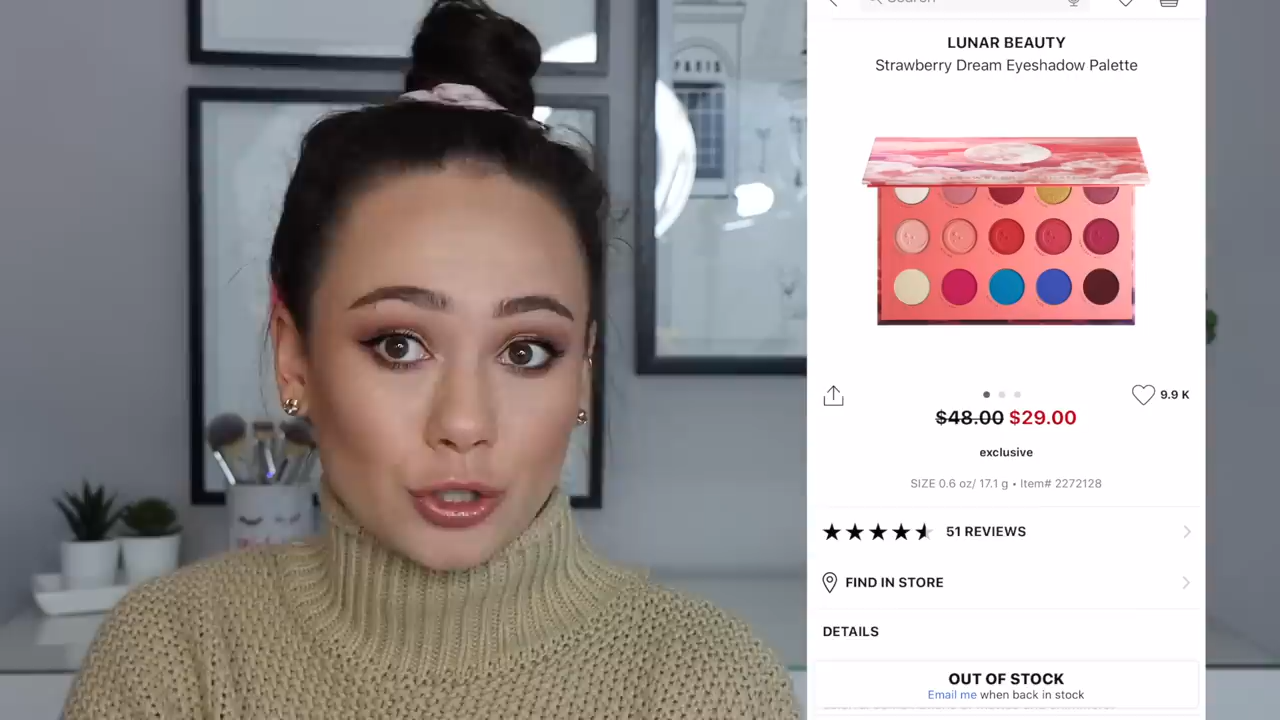 Search
PARIS
LUNAR BEAUTY
Strawberry Dream Eyeshadow Palette
9.9 K
$48.00 $29.00
exclusive
SIZE 0.6 oz/ 17.1 g • Item# 2272128
51 REVIEWS
FIND IN STORE
DETAILS
OUT OF STOCK
Email me when back in stock